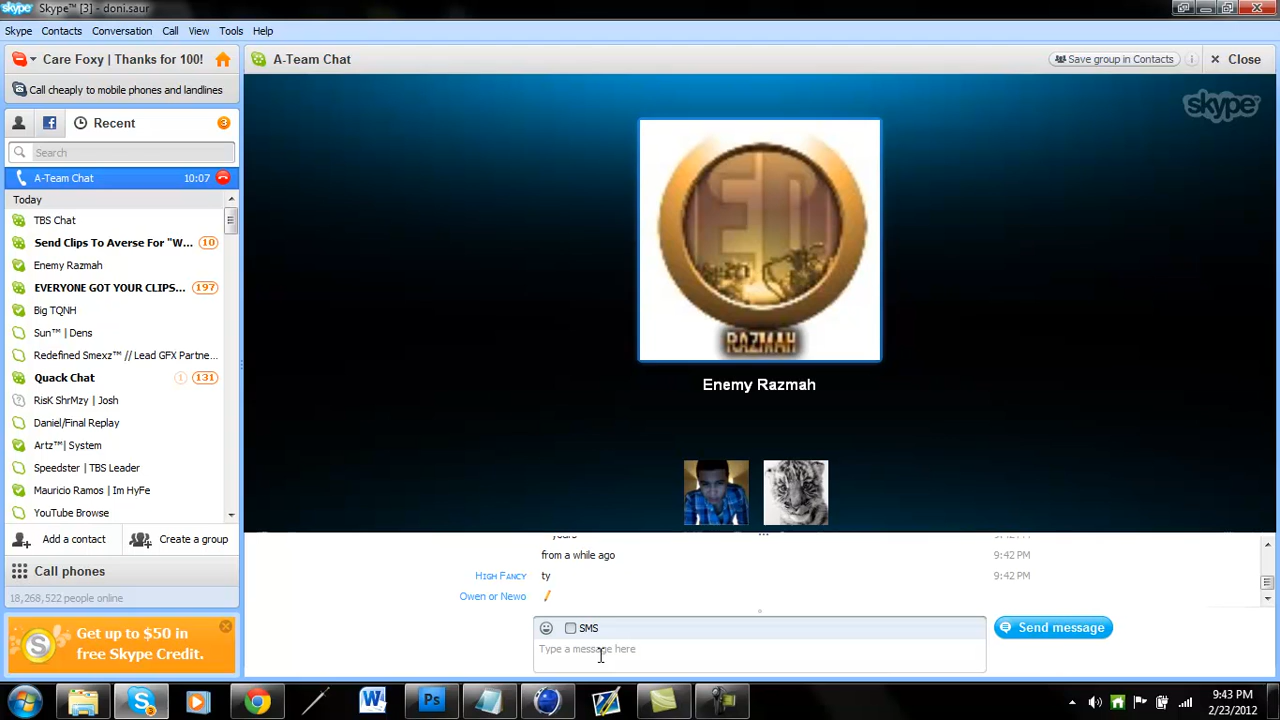 Skype™ [3] - doni.saur
Skype Contacts Conversation Call View Tools Help
Care Foxy | Thanks for 100!
Call cheaply to mobile phones and landlines
Recent 3
Search
A-Team Chat 10:07
Today
TBS Chat
Send Clips To Averse For "W... 10
Enemy Razmah
EVERYONE GOT YOUR CLIPS... 197
Big TQNH
Sun™ | Dens
Redefined Smexz™ // Lead GFX Partne...
Quack Chat 1 131
RisK ShrMzy | Josh
Daniel/Final Replay
Artz™| System
Speedster | TBS Leader
Mauricio Ramos | Im HyFe
YouTube Browse
Add a contact Create a group
Call phones
18,268,522 people online
Get up to $50 in
free Skype Credit.
A-Team Chat
Save group in Contacts
Close
skype
RAZMAH
Enemy Razmah
years 9:42 PM
from a while ago 9:42 PM
High Fancy ty 9:42 PM
Owen or Newo
SMS
Type a message here
Send message
9:43 PM
2/23/2012